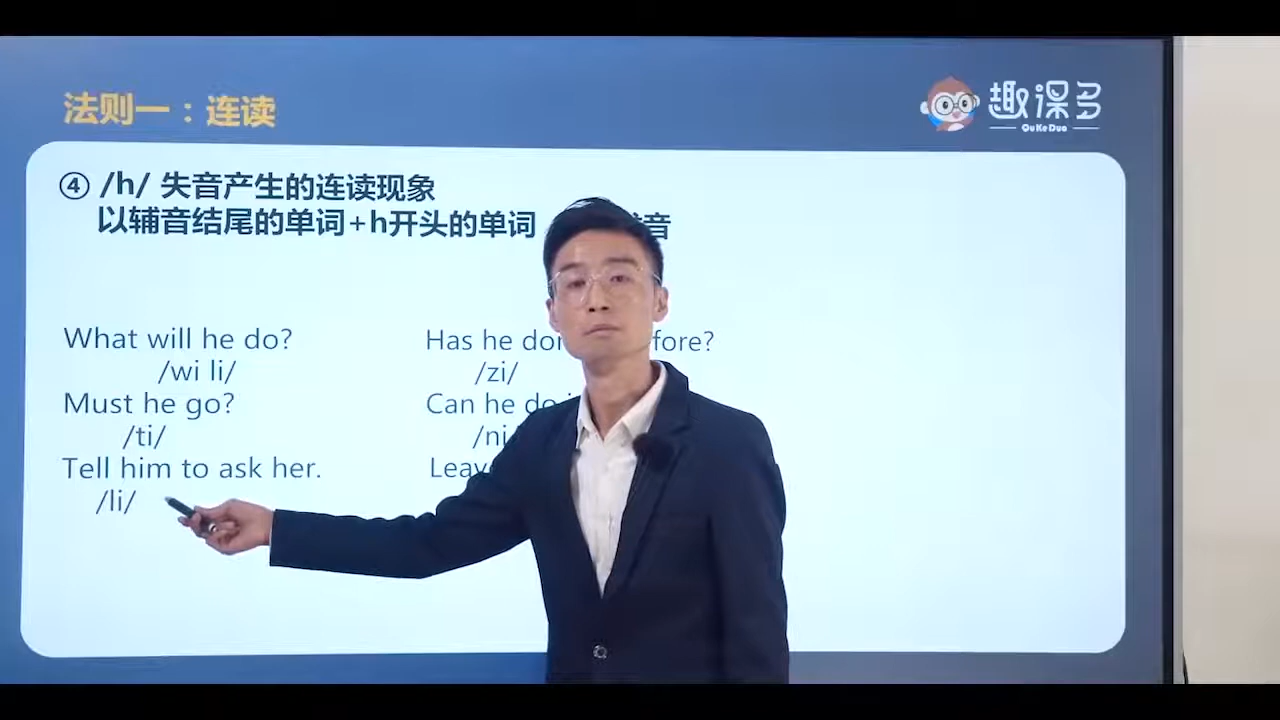 法则一：连读
趣课多
QuKeDuo
④ /h/ 失音产生的连读现象
以辅音结尾的单词+h开头的单词 音
What will he do?
/wi li/
Must he go?
/ti/
Tell him to ask her.
/li/
Has he fore?
/zi/
Can he do
/ni